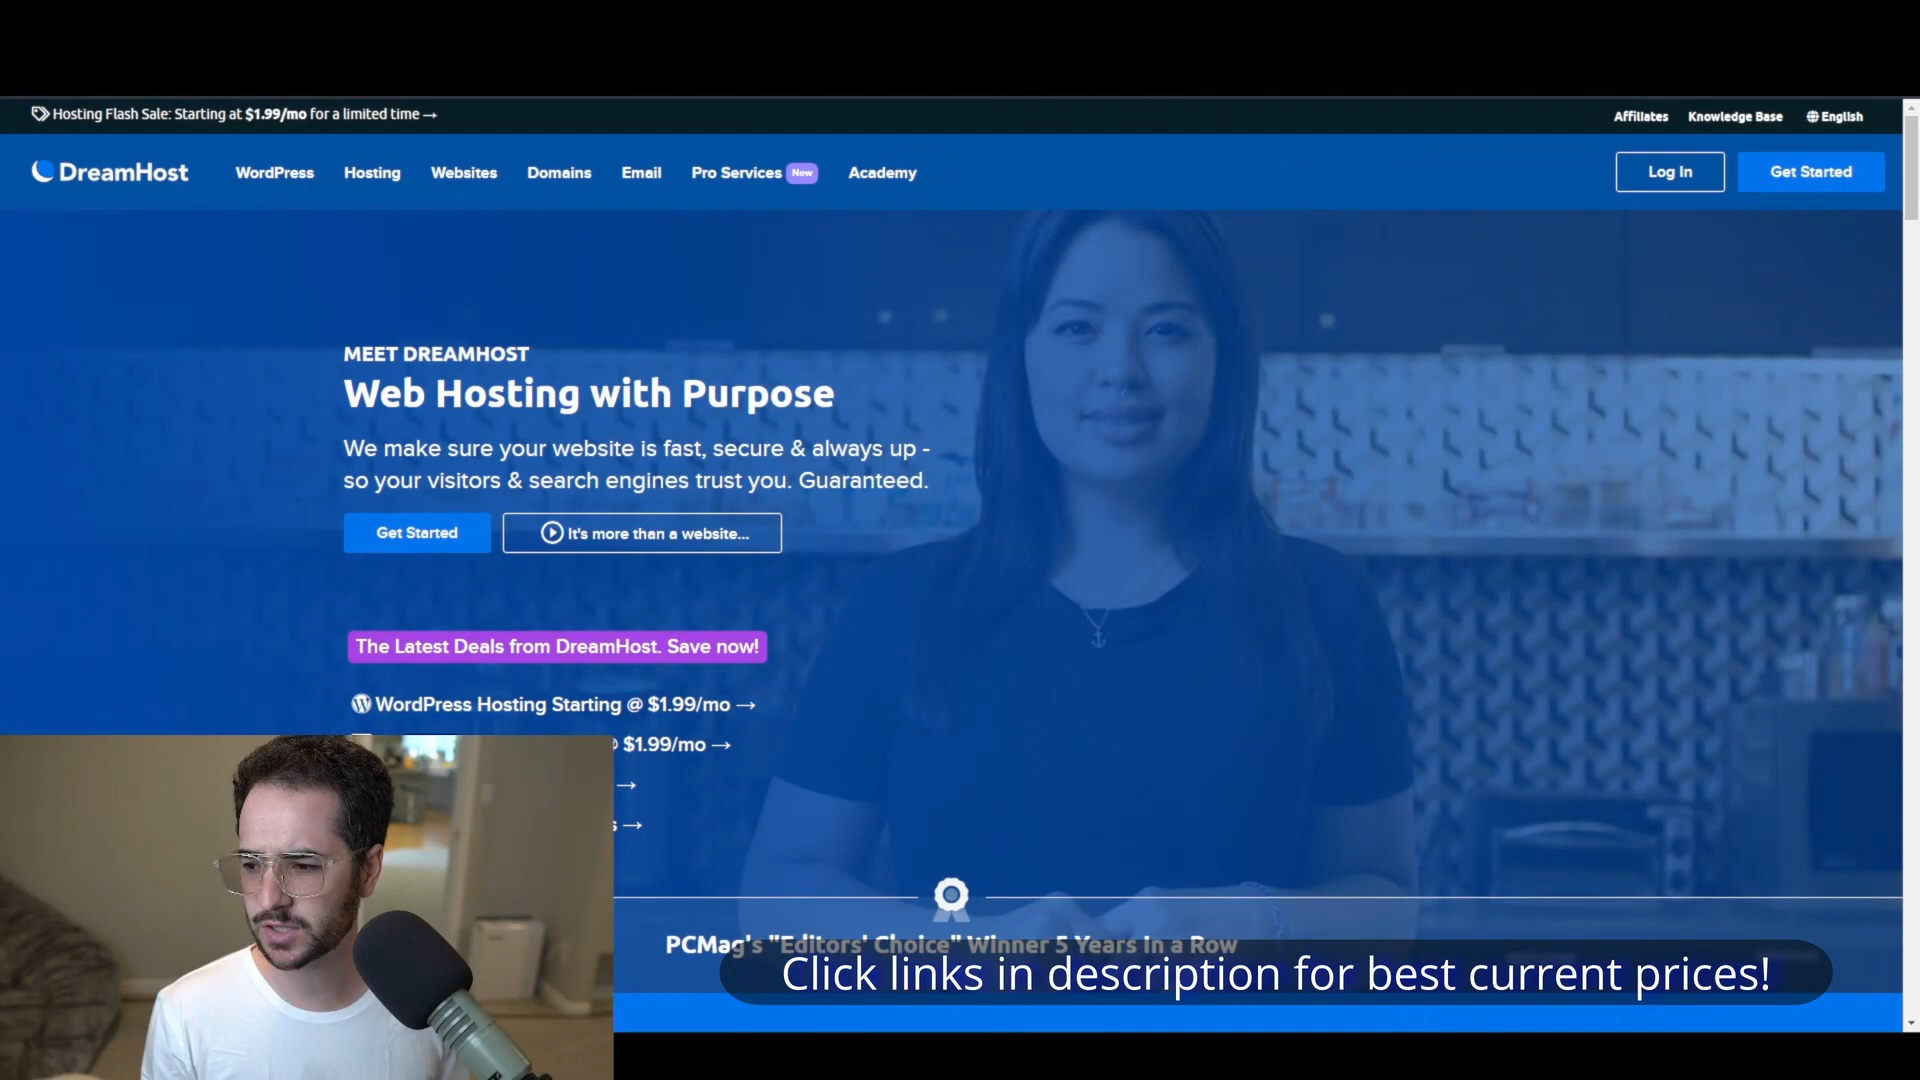 Hosting Flash Sale: Starting at $1.99/mo for a limited time →
Affiliates Knowledge Base English
DreamHost WordPress Hosting Websites Domains Email Pro Services New Academy Log In Get Started
MEET DREAMHOST
Web Hosting with Purpose
We make sure your website is fast, secure & always up -
so your visitors & search engines trust you. Guaranteed.
Get Started It's more than a website...
The Latest Deals from DreamHost. Save now!
WordPress Hosting Starting @ $1.99/mo →
$1.99/mo →
→
→
PCMag's "Editors' Choice" Winner 5 Years In a Row
Click links in description for best current prices!